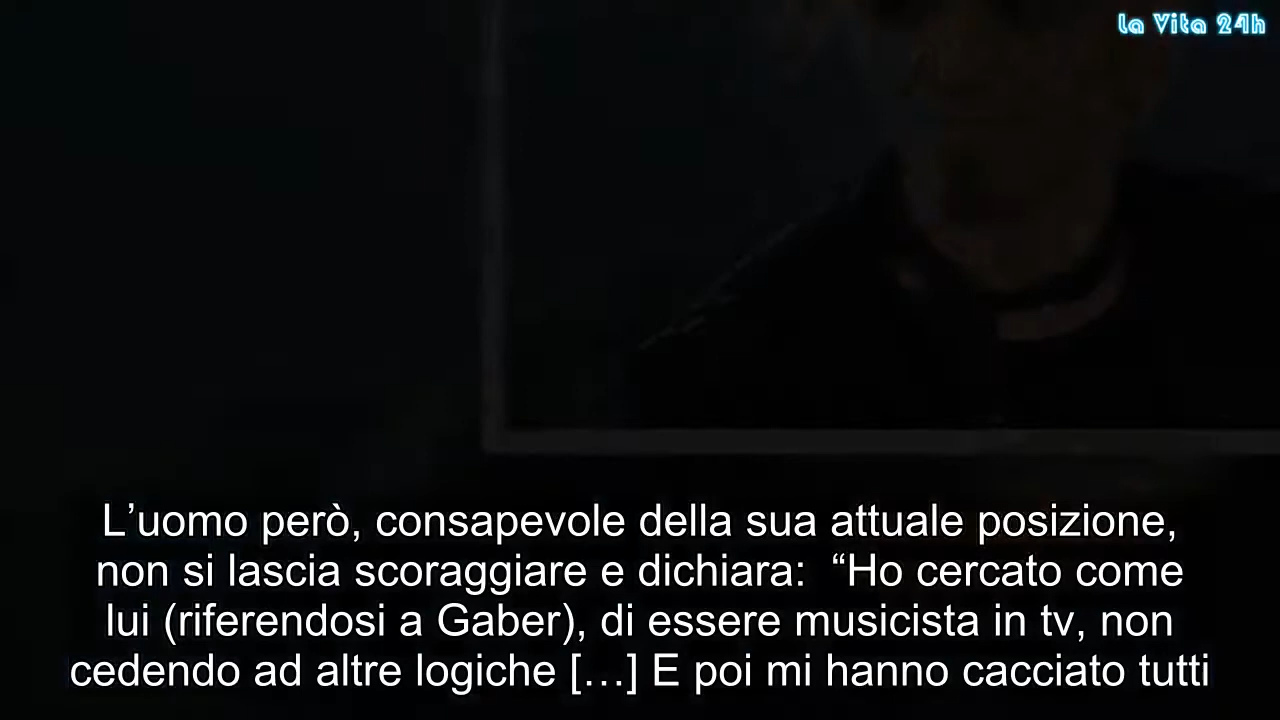 La Vita 24h
L’uomo però, consapevole della sua attuale posizione,
non si lascia scoraggiare e dichiara:  “Ho cercato come
lui (riferendosi a Gaber), di essere musicista in tv, non
cedendo ad altre logiche […] E poi mi hanno cacciato tutti